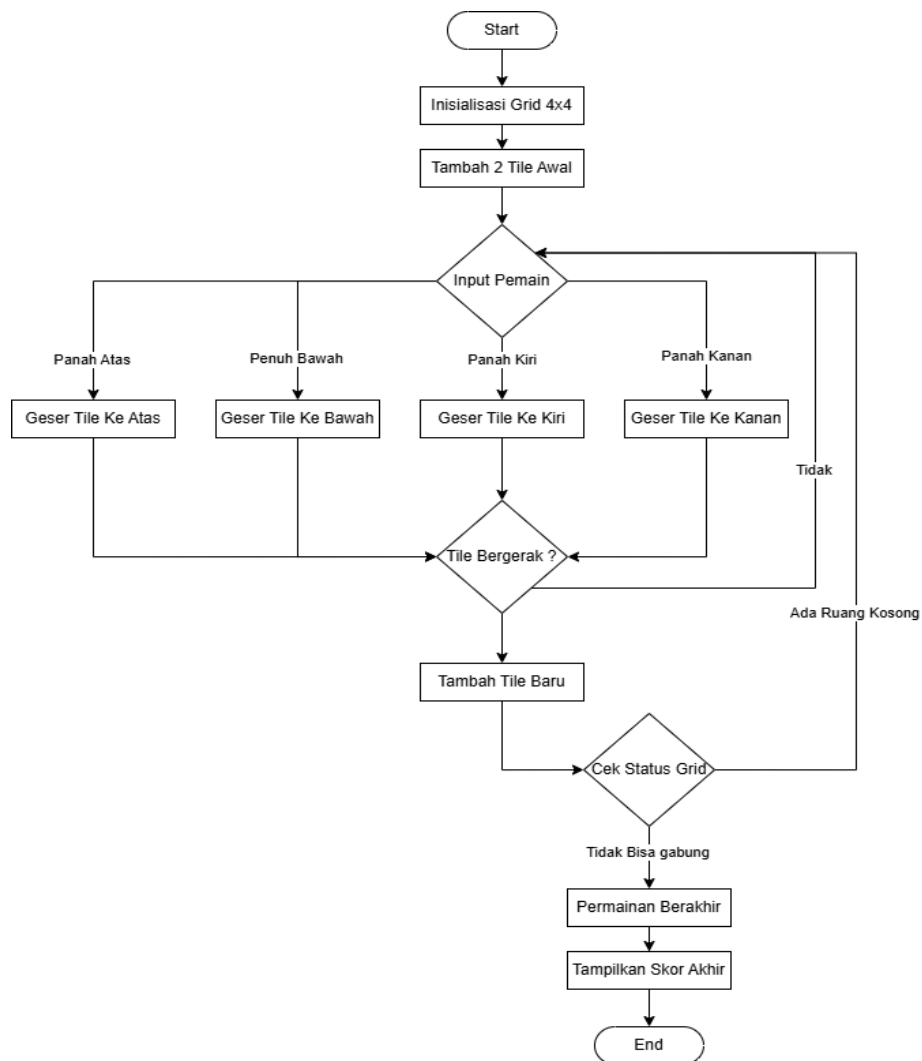 Start
Inisialisasi Grid 4x4
Tambah 2 Tile Awal
Input Pemain
Panah Atas
Penuh Bawah
Panah Kiri
Panah Kanan
Geser Tile Ke Atas
Geser Tile Ke Bawah
Geser Tile Ke Kiri
Geser Tile Ke Kanan
Tidak
Tile Bergerak ?
Ada Ruang Kosong
Tambah Tile Baru
Cek Status Grid
Tidak Bisa gabung
Permainan Berakhir
Tampilkan Skor Akhir
End